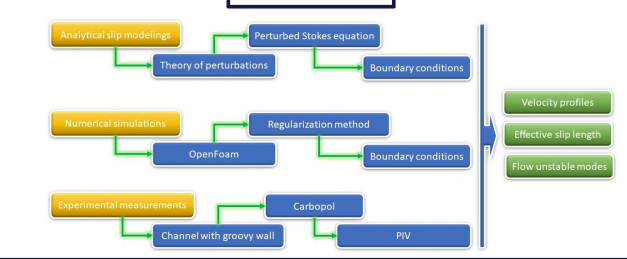 Analytical slip modelings
Perturbed Stokes equation
Theory of perturbations
Boundary conditions
Numerical simulations
Regularization method
OpenFoam
Boundary conditions
Experimental measurements
Carbopol
Channel with groovy wall
PIV
Velocity profiles
Effective slip length
Flow unstable modes